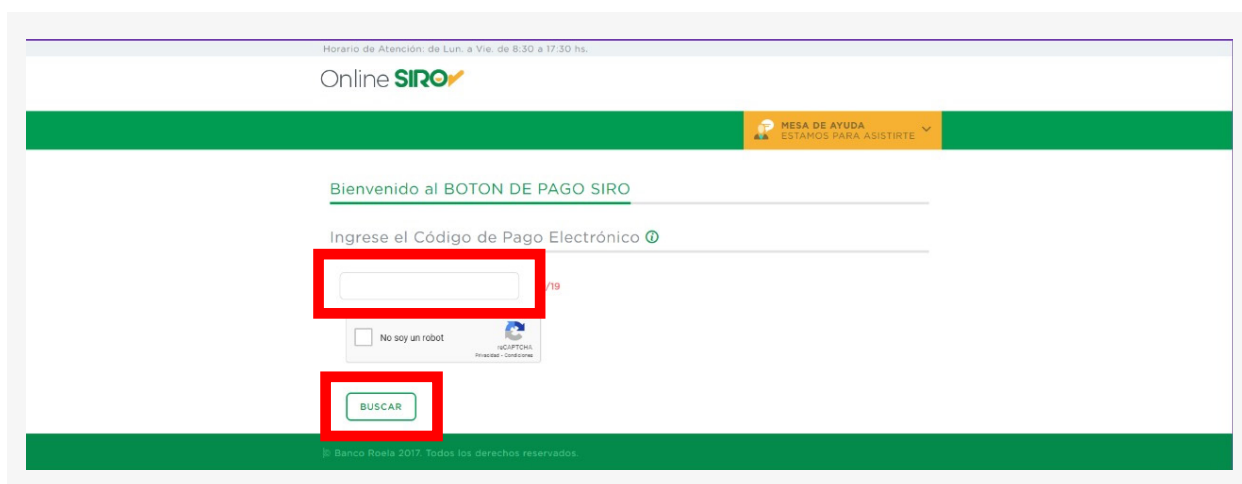 Horario de Atención: de Lun. a Vie. de 8:30 a 17:30 hs.
Online SIRO
MESA DE AYUDA
ESTAMOS PARA ASISTIRTE
Bienvenido al BOTON DE PAGO SIRO
Ingrese el Código de Pago Electrónico
/19
No soy un robot
reCAPTCHA
Privacidad - Condiciones
BUSCAR
© Banco Roela 2017. Todos los derechos reservados.